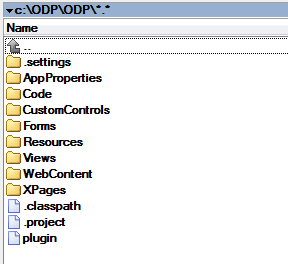 c:\ODP\ODP\*.*
Name
..
.settings
AppProperties
Code
CustomControls
Forms
Resources
Views
WebContent
XPages
.classpath
.project
plugin